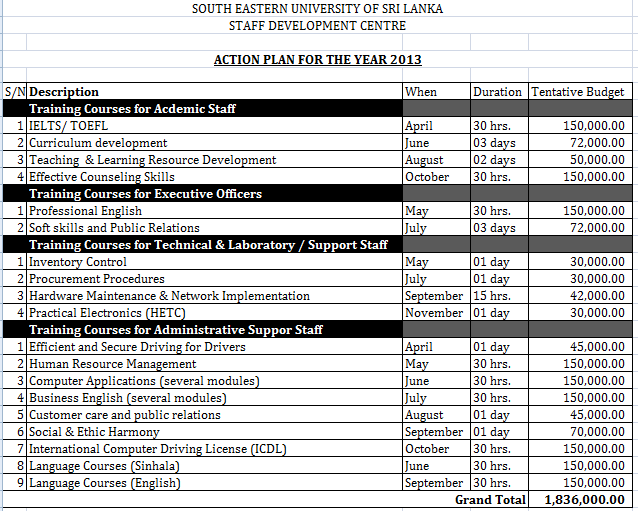 SOUTH EASTERN UNIVERSITY OF SRI LANKA
STAFF DEVELOPMENT CENTRE
ACTION PLAN FOR THE YEAR 2013
S/N Description When Duration Tentative Budget
Training Courses for Acdemic Staff
1 IELTS/ TOEFL April 30 hrs. 150,000.00
2 Curriculum development June 03 days 72,000.00
3 Teaching & Learning Resource Development August 02 days 50,000.00
4 Effective Counseling Skills October 30 hrs. 150,000.00
Training Courses for Executive Officers
1 Professional English May 30 hrs. 150,000.00
2 Soft skills and Public Relations July 03 days 72,000.00
Training Courses for Technical & Laboratory / Support Staff
1 Inventory Control May 01 day 30,000.00
2 Procurement Procedures July 01 day 30,000.00
3 Hardware Maintenance & Network Implementation September 15 hrs. 42,000.00
4 Practical Electronics (HETC) November 01 day 30,000.00
Training Courses for Administrative Suppor Staff
1 Efficient and Secure Driving for Drivers April 01 day 45,000.00
2 Human Resource Management May 30 hrs. 150,000.00
3 Computer Applications (several modules) June 30 hrs. 150,000.00
4 Business English (several modules) July 30 hrs. 150,000.00
5 Customer care and public relations August 01 day 45,000.00
6 Social & Ethic Harmony September 01 day 70,000.00
7 International Computer Driving License (ICDL) October 30 hrs. 150,000.00
8 Language Courses (Sinhala) June 30 hrs. 150,000.00
9 Language Courses (English) September 30 hrs. 150,000.00
Grand Total 1,836,000.00